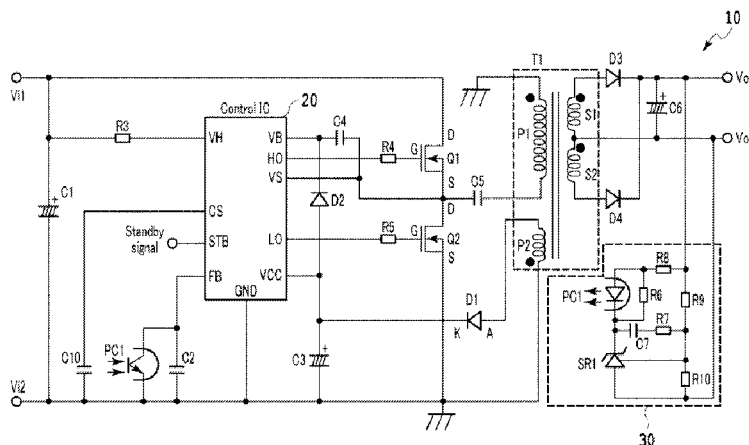 10
T1
D3
Vo
Vi1
Control IC
20
C4
R3
VH
VB
R4
D
G
Q1
S
P1
S1
C6
HO
VS
C5
Vo
C1
D2
D
S2
CS
Standby signal
STB
LO
R5
G
Q2
S
P2
D4
FB
VCC
GND
R8
PC1
R6
R9
D1
K
A
C7
R7
C10
PC1
C2
C3
SR1
R10
Vi2
30